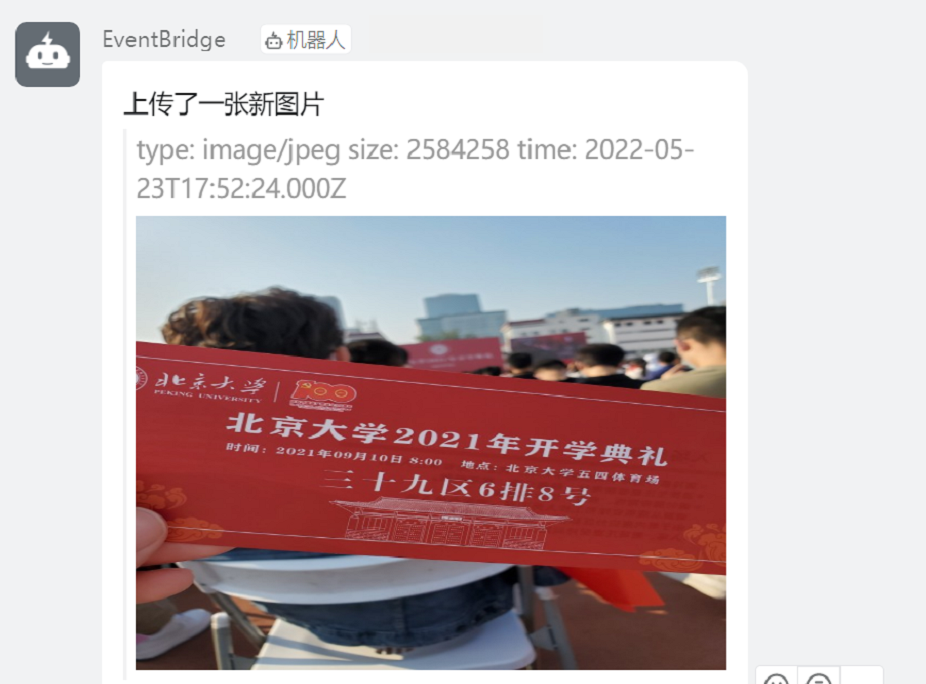 EventBridge 机器人
上传了一张新图片
type: image/jpeg size: 2584258 time: 2022-05-
23T17:52:24.000Z
北京大学
PEKING UNIVERSITY
100
北京大学2021年开学典礼
时间：2021年09月10日 8:00 地点：北京大学五四体育场
三十九区6排8号